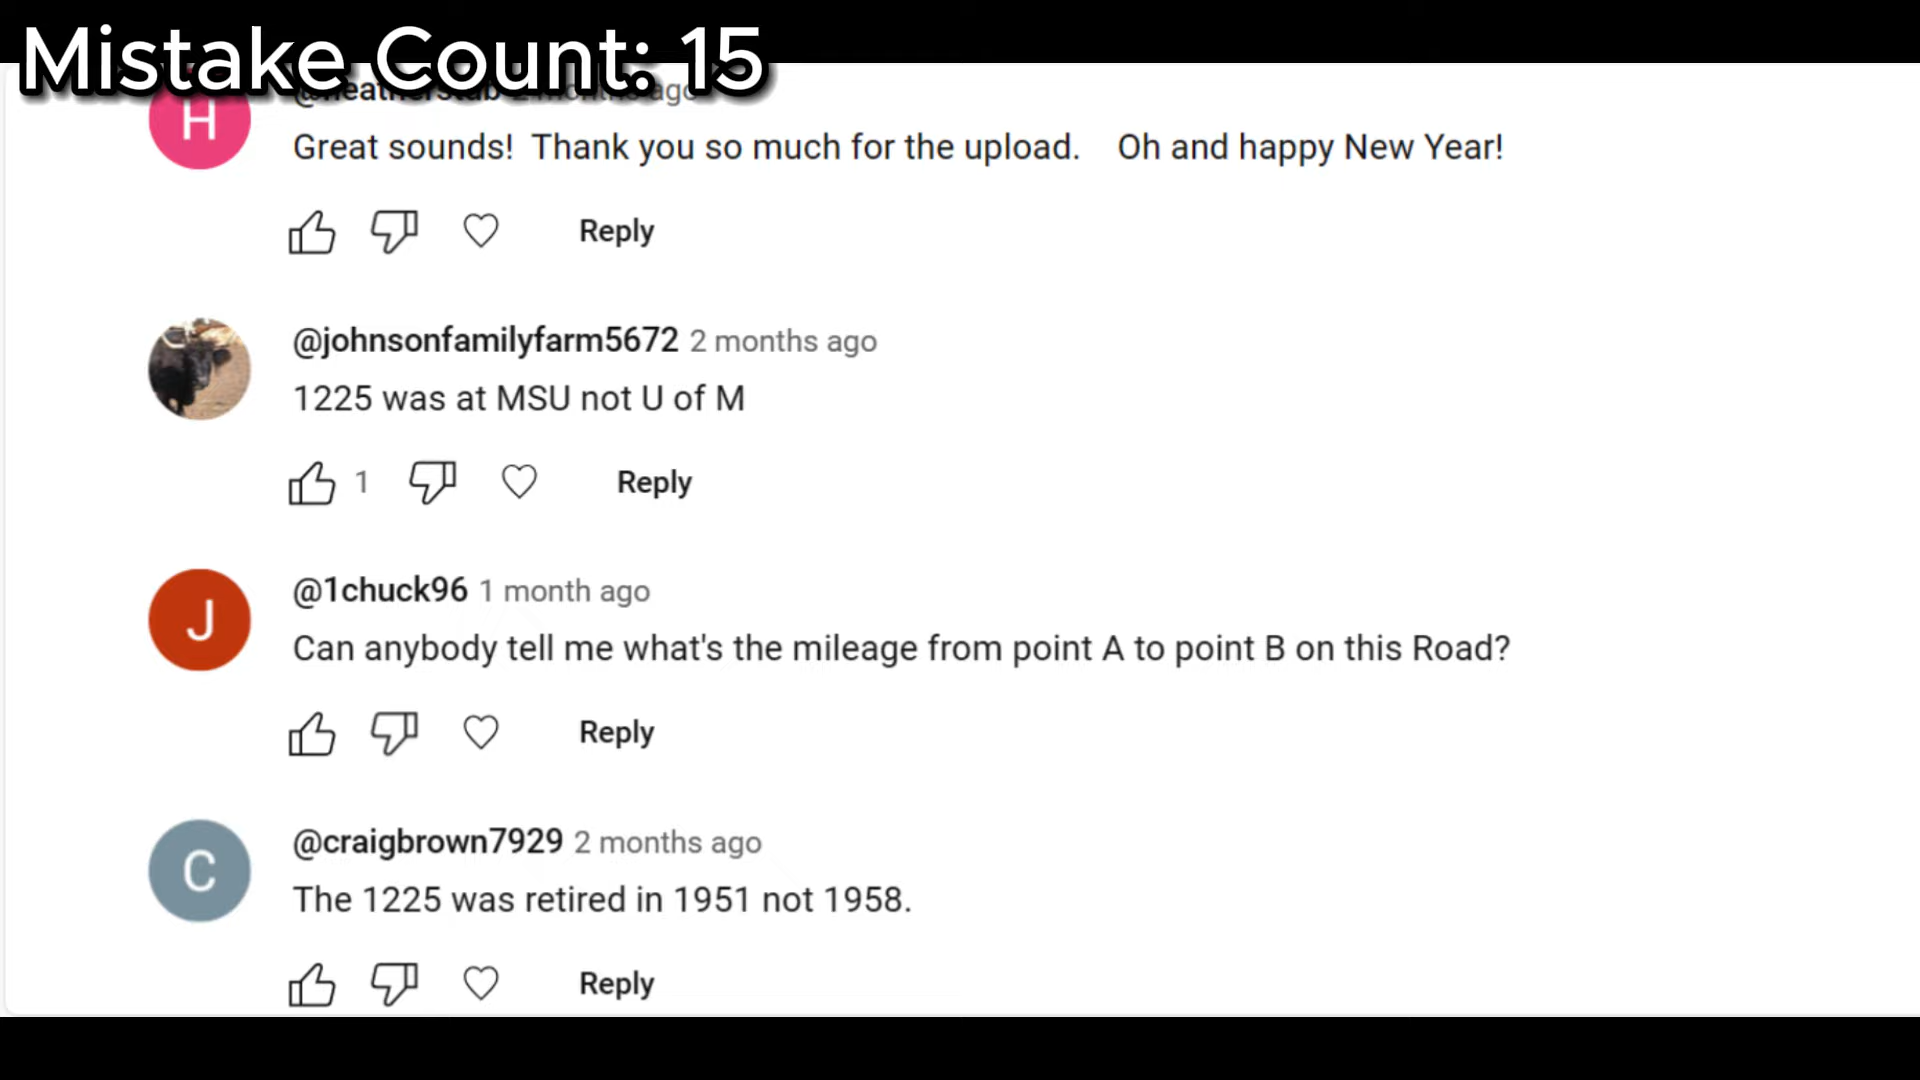 Mistake Count: 15
H
months ago
Great sounds! Thank you so much for the upload. Oh and happy New Year!
Reply
@johnsonfamilyfarm5672 2 months ago
1225 was at MSU not U of M
1 Reply
J
@1chuck96 1 month ago
Can anybody tell me what's the mileage from point A to point B on this Road?
Reply
C
@craigbrown7929 2 months ago
The 1225 was retired in 1951 not 1958.
Reply